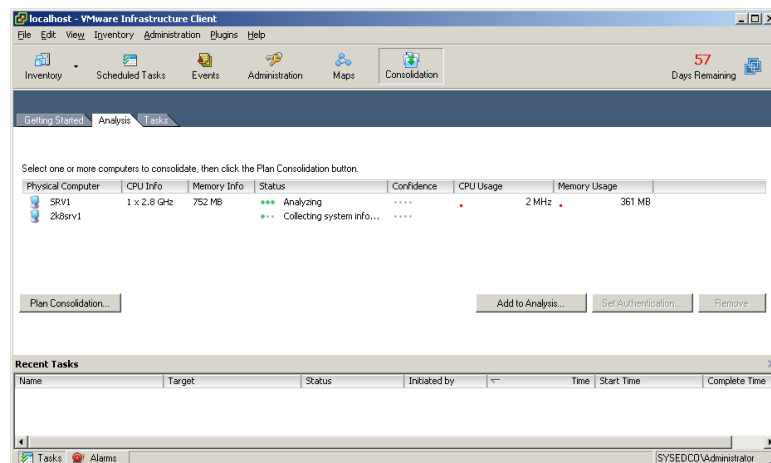 localhost - VMware Infrastructure Client
File Edit View Inventory Administration Plugins Help
Inventory Scheduled Tasks Events Administration Maps Consolidation 57 Days Remaining
Getting Started Analysis Tasks
Select one or more computers to consolidate, then click the Plan Consolidation button.
Physical Computer CPU Info Memory Info Status Confidence CPU Usage Memory Usage
SRV1 1 x 2.8 GHz 752 MB Analyzing 2 MHz 361 MB
2k8srv1 Collecting system info...
Plan Consolidation... Add to Analysis... Set Authentication... Remove
Recent Tasks
Name Target Status Initiated by Time Start Time Complete Time
Tasks Alarms SYSEDCO\Administrator